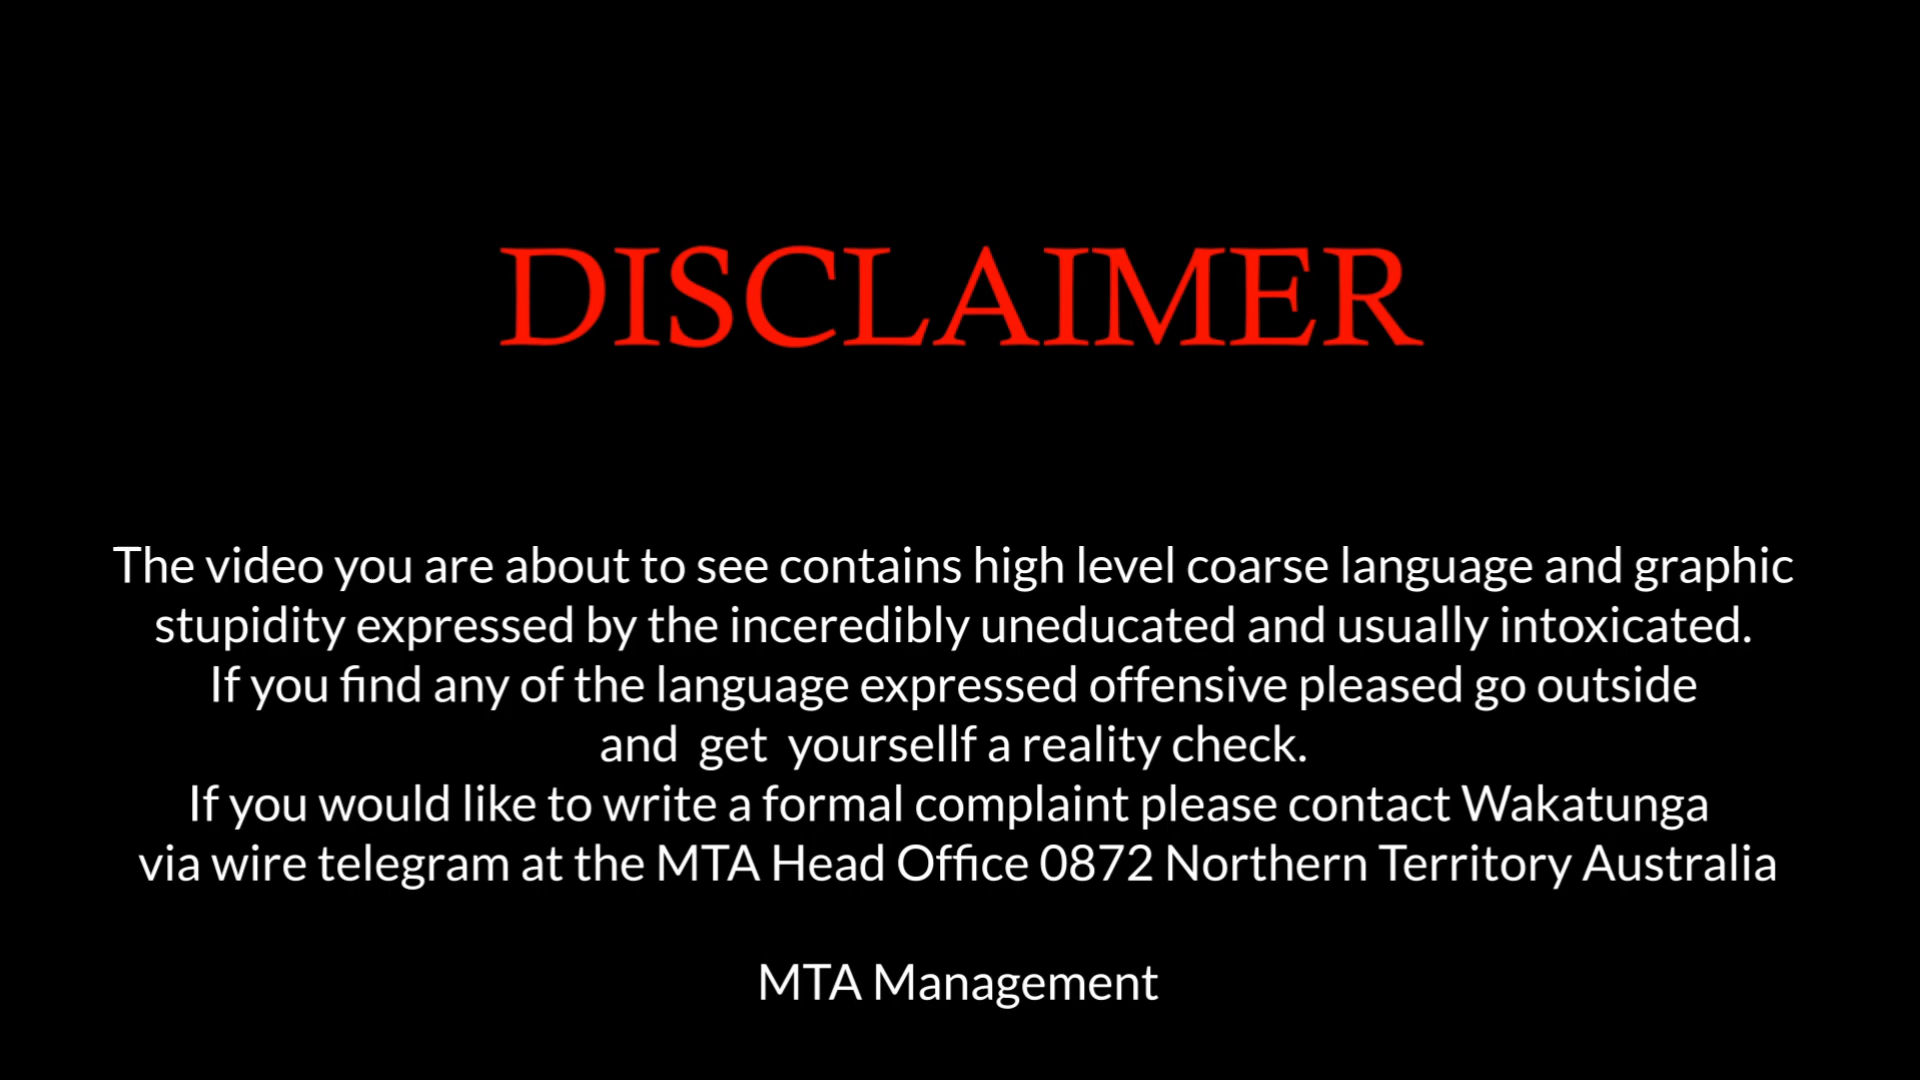 DISCLAIMER
The video you are about to see contains high level coarse language and graphic
stupidity expressed by the inceredibly uneducated and usually intoxicated.
If you find any of the language expressed offensive pleased go outside
and get yoursellf a reality check.
If you would like to write a formal complaint please contact Wakatunga
via wire telegram at the MTA Head Office 0872 Northern Territory Australia
MTA Management